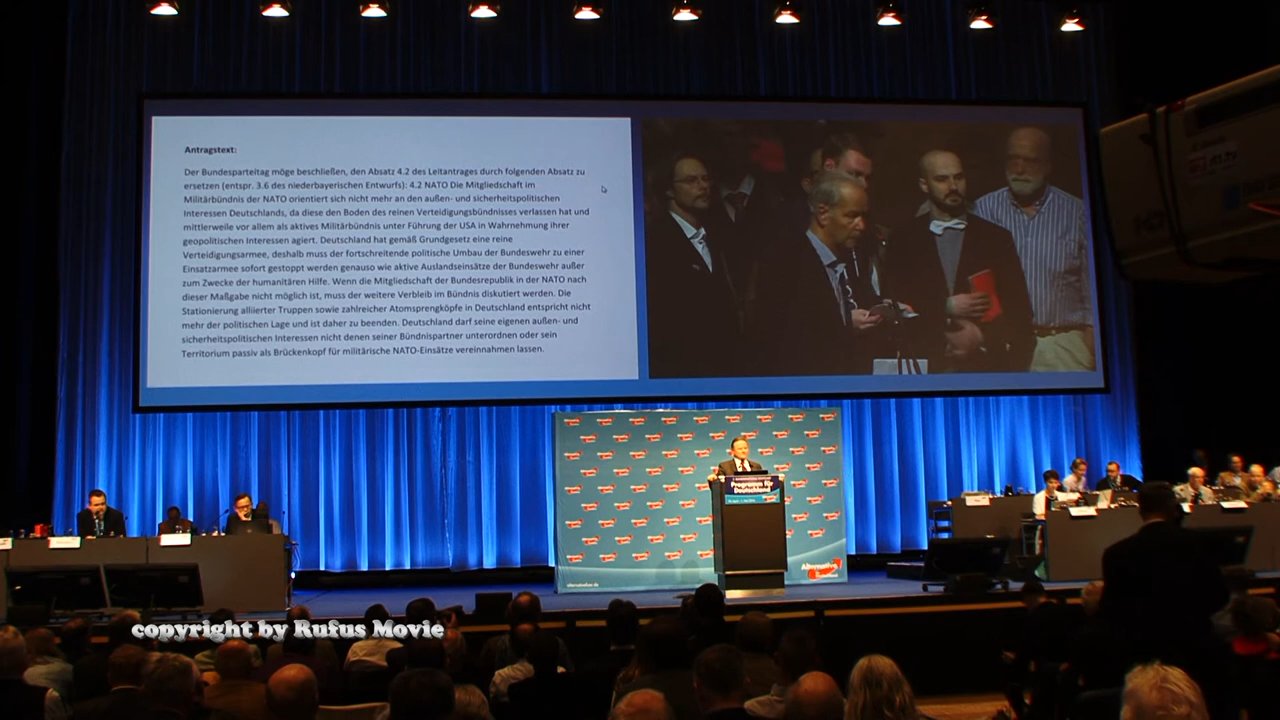 Antragstext:
Der Bundesparteitag möge beschließen, den Absatz 4.2 des Leitantrages durch folgenden Absatz zu
ersetzen (entspr. 3.6 des niederbayerischen Entwurfs): 4.2 NATO Die Mitgliedschaft im
Militärbündnis der NATO orientiert sich nicht mehr an den außen- und sicherheitspolitischen
Interessen Deutschlands, da diese den Boden des reinen Verteidigungsbündnisses verlassen hat und
mittlerweile vor allem als aktives Militärbündnis unter Führung der USA in Wahrnehmung ihrer
geopolitischen Interessen agiert. Deutschland hat gemäß Grundgesetz eine reine
Verteidigungsarmee, deshalb muss der fortschreitende politische Umbau der Bundeswehr zu einer
Einsatzarmee sofort gestoppt werden genauso wie aktive Auslandseinsätze der Bundeswehr außer
zum Zwecke der humanitären Hilfe. Wenn die Mitgliedschaft der Bundesrepublik in der NATO nach
dieser Maßgabe nicht möglich ist, muss der weitere Verbleib im Bündnis diskutiert werden. Die
Stationierung alliierter Truppen sowie zahlreicher Atomsprengköpfe in Deutschland entspricht nicht
mehr der politischen Lage und ist daher zu beenden. Deutschland darf seine eigenen außen- und
sicherheitspolitischen Interessen nicht denen seiner Bündnispartner unterordnen oder sein
Territorium passiv als Brückenkopf für militärische NATO-Einsätze vereinnahmen lassen.
Programm für
Deutschland
Alternative
für
Deutschland
copyright by Rufus Movie